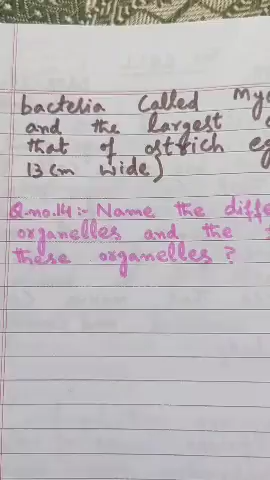 bacteria called
and the largest
that of ostrich
13 cm wide)
Q.no.14:- Name the
organelles and the
these organelles?